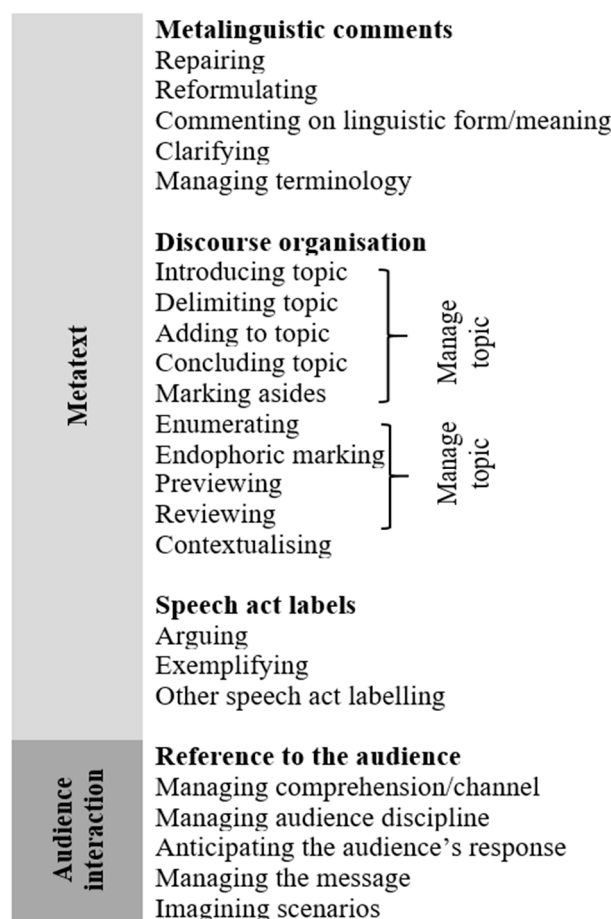 Metatext
Metalinguistic comments
Repairing
Reformulating
Commenting on linguistic form/meaning
Clarifying
Managing terminology
Discourse organisation
Introducing topic
Delimiting topic
Adding to topic
Concluding topic
Marking asides
Manage
topic
Enumerating
Endophoric marking
Previewing
Reviewing
Manage
topic
Contextualising
Speech act labels
Arguing
Exemplifying
Other speech act labelling
Audience
interaction
Reference to the audience
Managing comprehension/channel
Managing audience discipline
Anticipating the audience's response
Managing the message
Imagining scenarios